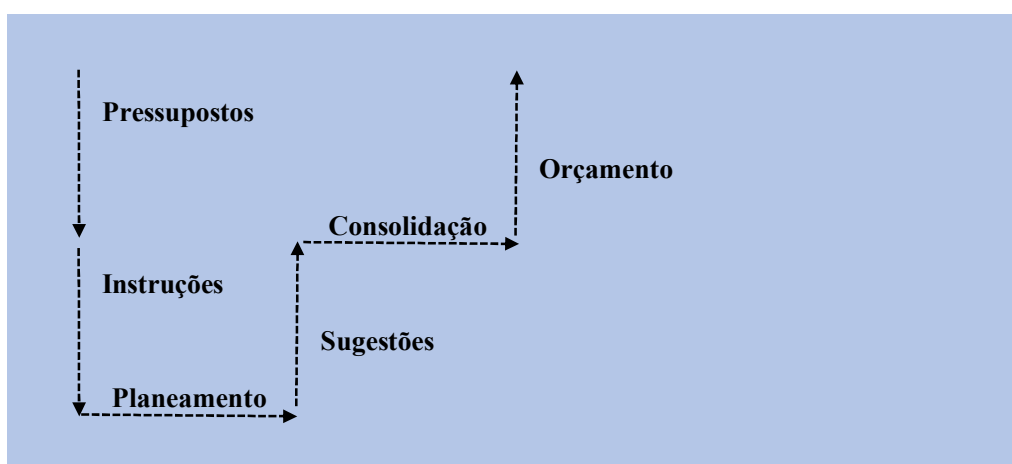 Pressupostos
Orçamento
Consolidação
Instruções
Sugestões
Planeamento